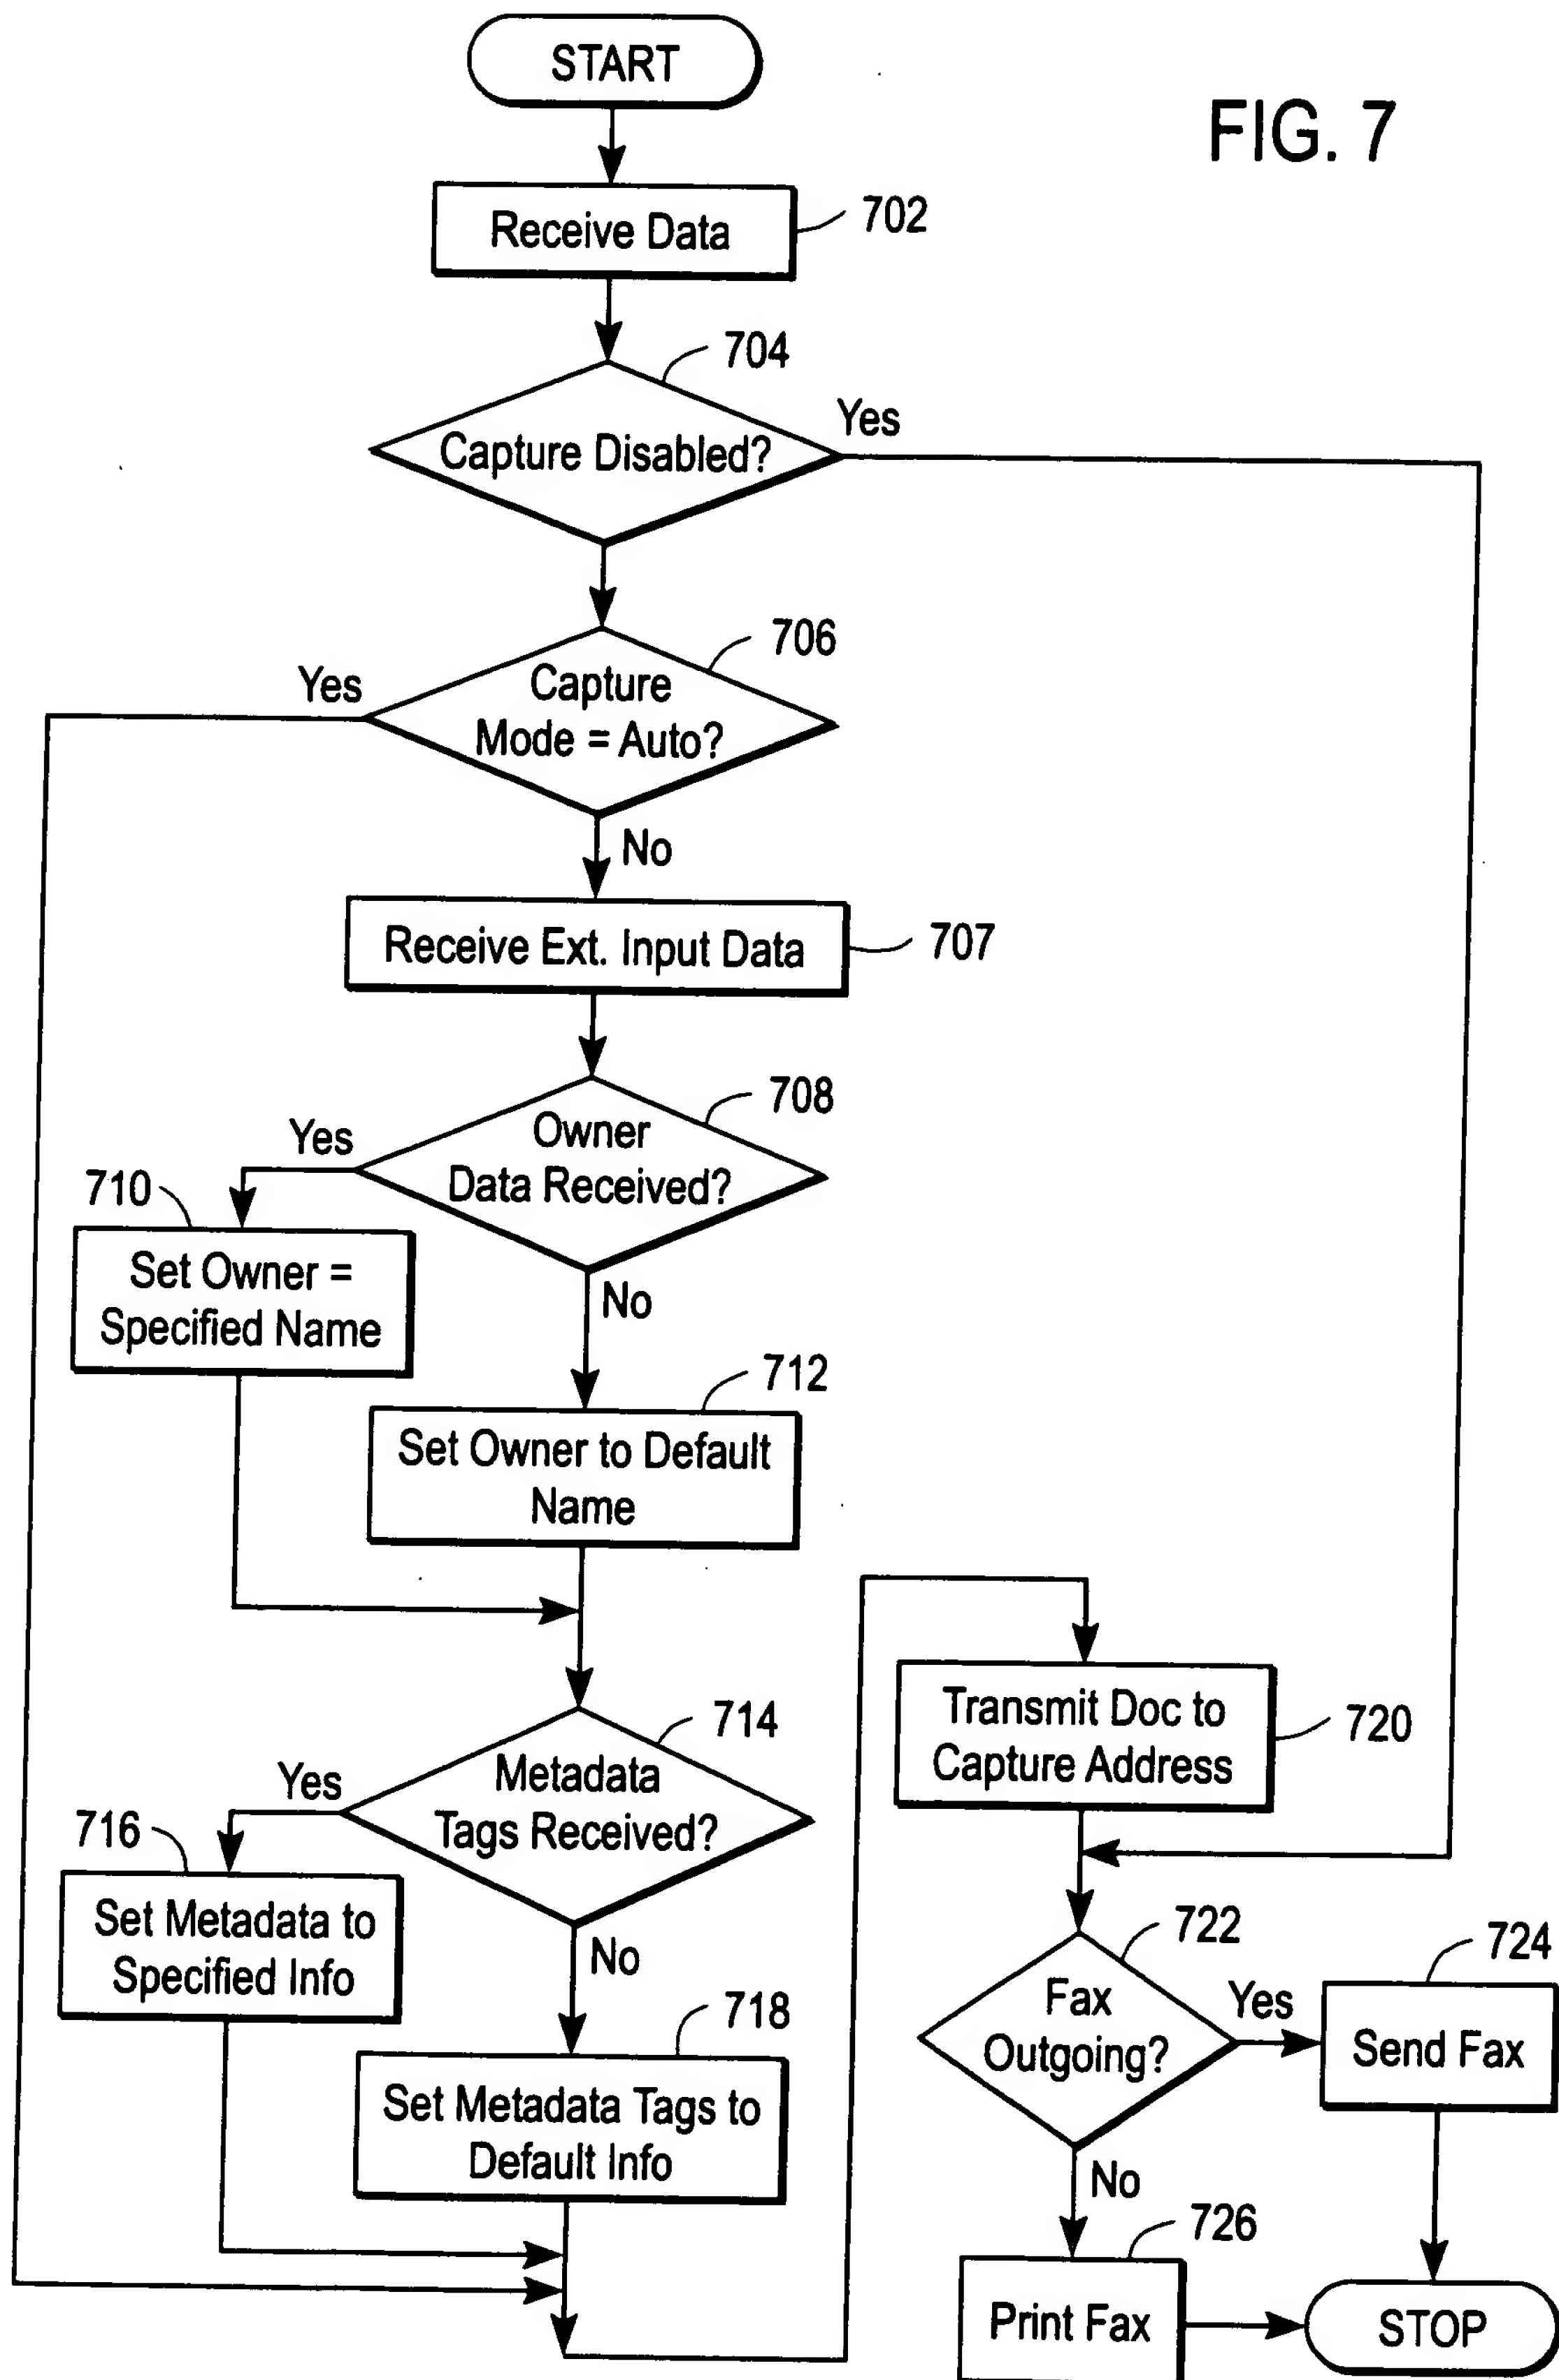 START
FIG. 7
Receive Data
702
704
Capture Disabled?
Yes
706
Yes
Capture
Mode = Auto?
No
Receive Ext. Input Data
707
708
Yes
Owner
Data Received?
710
Set Owner =
Specified Name
No
712
Set Owner to Default
Name
714
Yes
Metadata
Tags Received?
716
Set Metadata to
Specified Info
No
718
Set Metadata Tags to
Default Info
Transmit Doc to
Capture Address
720
722
Fax
Outgoing?
Yes
724
Send Fax
No
726
Print Fax
STOP